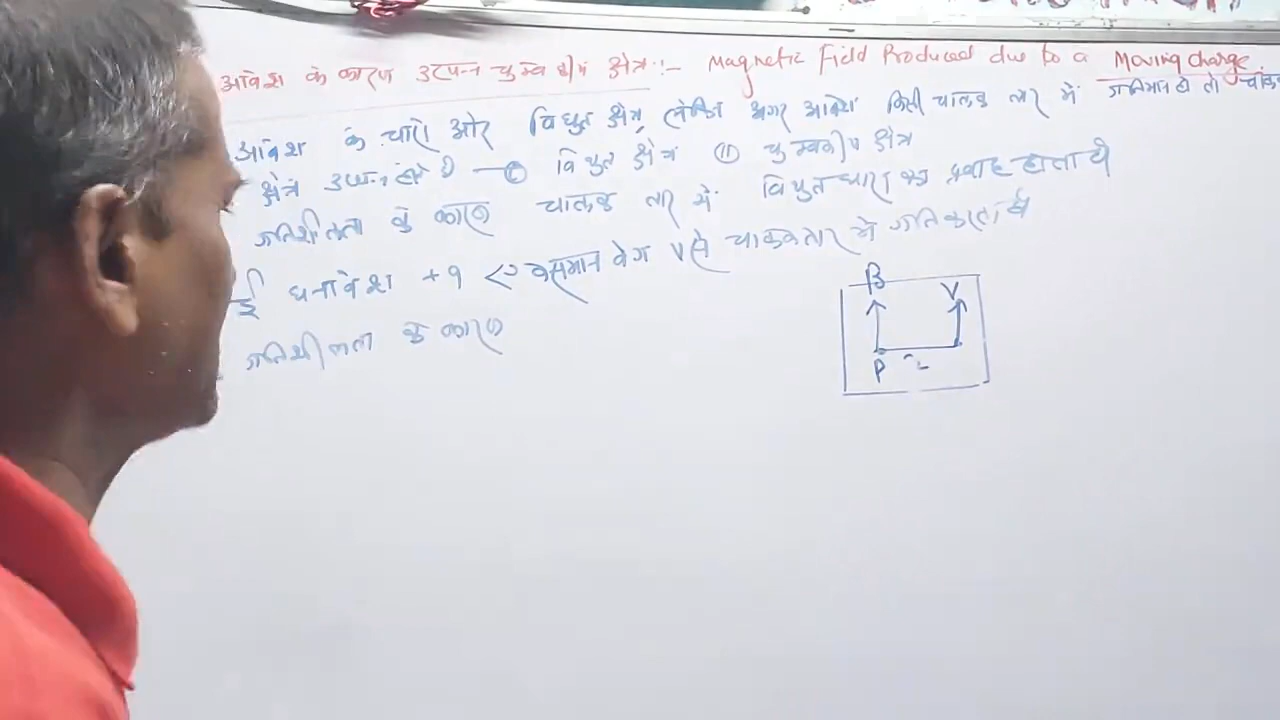 आवेश के कारण उत्पन्न चुम्बकीय क्षेत्र :- Magnetic Field Produced due to a Moving charge.
आवेश के चारों ओर विद्युत क्षेत्र, लेकिन अगर आवेश किसी चालक तार में गतिमान हो तो
क्षेत्र उत्पन्न होते है विद्युत क्षेत्र (II) चुम्बकीय क्षेत्र
गतिशीलता के कारण चालक तार में विद्युत धारा का प्रवाह होता है
ई धनावेश +q समान वेग v से चालक तार में गति करता है
गतिशीलता के कारण
B V
P r